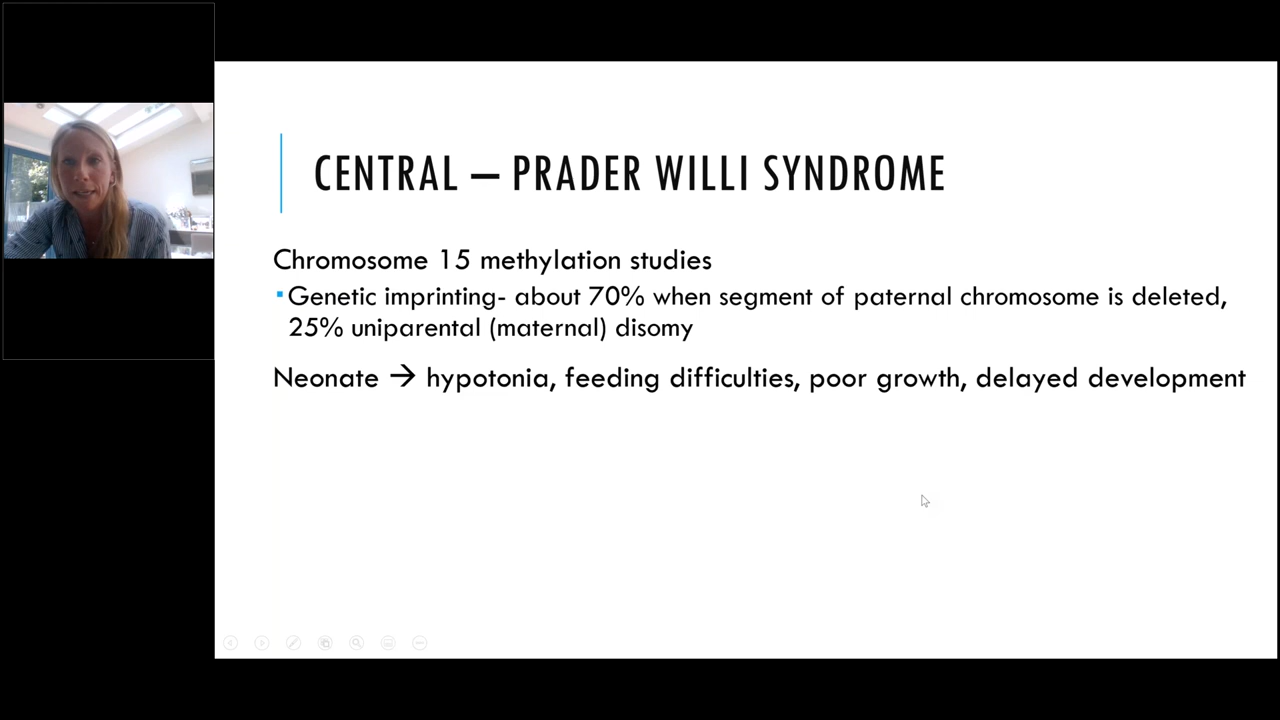 CENTRAL – PRADER WILLI SYNDROME
Chromosome 15 methylation studies
▪Genetic imprinting- about 70% when segment of paternal chromosome is deleted,
25% uniparental (maternal) disomy
Neonate → hypotonia, feeding difficulties, poor growth, delayed development